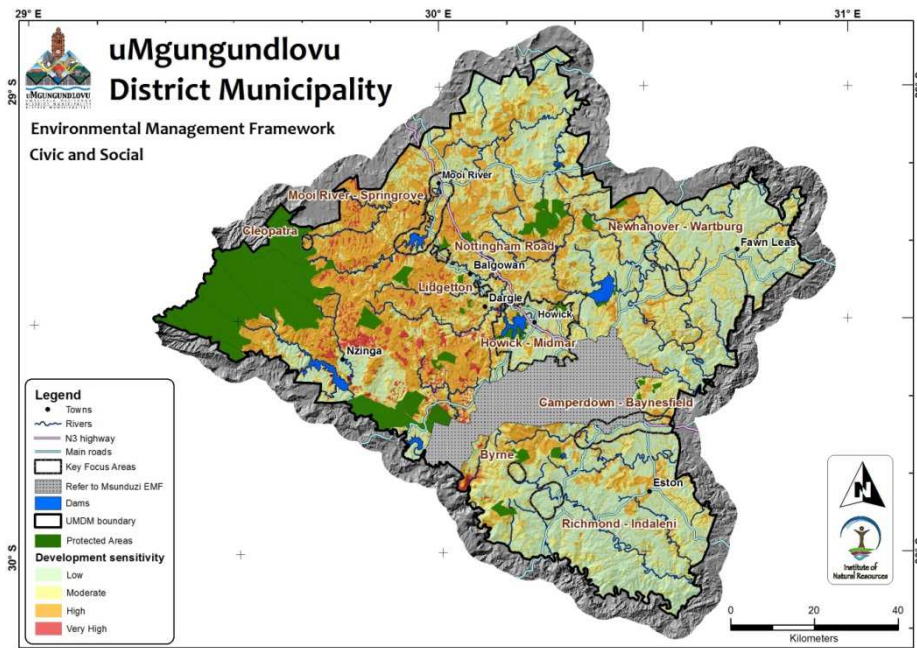 29° E
30° E
31° E
29° S
uMgungundlovu
District Municipality
uMGUNGUNDLOVU
Environmental Management Framework
Civic and Social
Mooi River
Mooi River - Springrove
Cleopatra
Newhanover - Wartburg
Nottingham Road
Fawn Leas
Balgowan
Lidgetton
Dargle
Howick
Howick - Midmar
Nzinga
Camperdown - Baynesfield
Byrne
Eston
Richmond - Indaleni
Legend
Towns
Rivers
N3 highway
Main roads
Key Focus Areas
Refer to Msunduzi EMF
Dams
UMDM boundary
Protected Areas
Development sensitivity
Low
Moderate
High
Very High
30° S
N
Institute of
Natural Resources
0 20 40
Kilometers